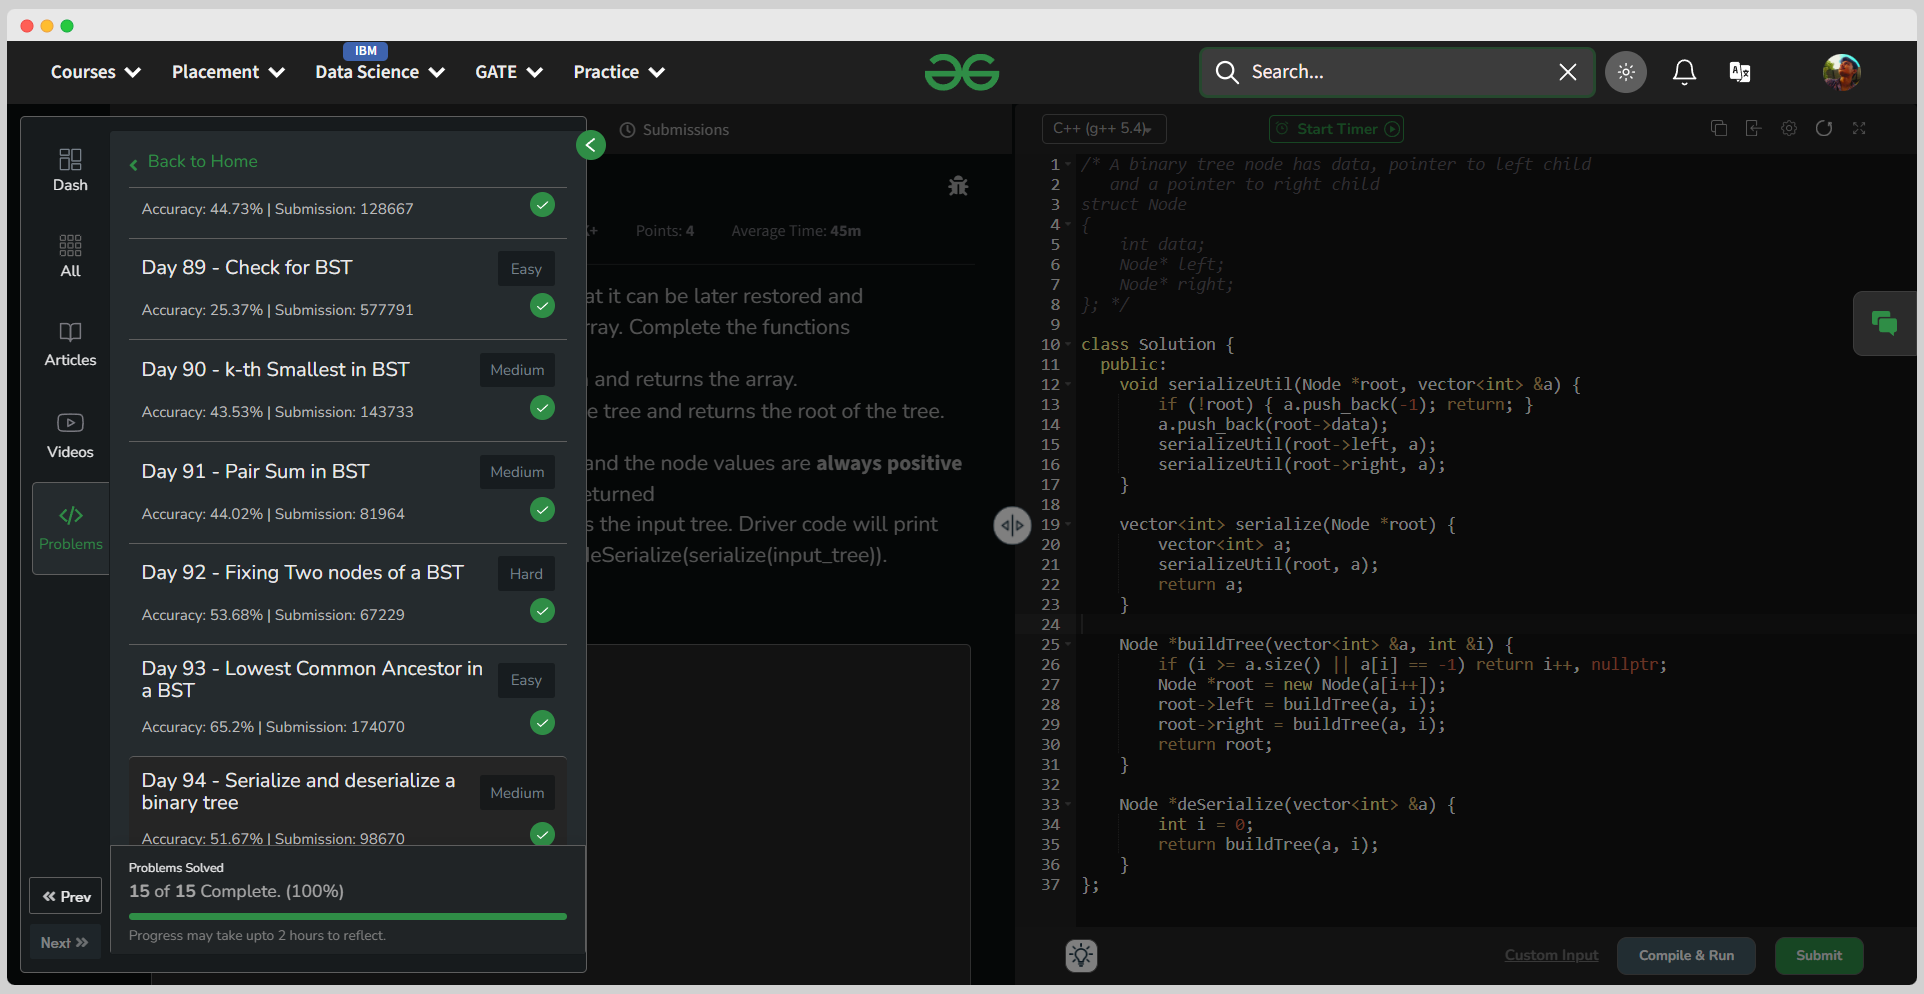 IBM
Courses Placement Data Science GATE Practice
Search...
Dash
All
Articles
Videos
Problems
Prev
Next
Back to Home
Accuracy: 44.73% | Submission: 128667
Day 89 - Check for BST
Easy
Accuracy: 25.37% | Submission: 577791
Day 90 - k-th Smallest in BST
Medium
Accuracy: 43.53% | Submission: 143733
Day 91 - Pair Sum in BST
Medium
Accuracy: 44.02% | Submission: 81964
Day 92 - Fixing Two nodes of a BST
Hard
Accuracy: 53.68% | Submission: 67229
Day 93 - Lowest Common Ancestor in
a BST
Easy
Accuracy: 65.2% | Submission: 174070
Day 94 - Serialize and deserialize a
binary tree
Medium
Accuracy: 51.67% | Submission: 98670
Problems Solved
15 of 15 Complete. (100%)
Progress may take upto 2 hours to reflect.
Submissions
Points: 4 Average Time: 45m
it can be later restored and
Complete the functions
and returns the array.
tree and returns the root of the tree.
and the node values are always positive
the input tree. Driver code will print
deSerialize(serialize(input_tree)).
C++ (g++ 5.4)
Start Timer
1 /* A binary tree node has data, pointer to left child
2 and a pointer to right child
3 struct Node
4 {
5 int data;
6 Node* left;
7 Node* right;
8 }; */
9
10 class Solution {
11 public:
12 void serializeUtil(Node *root, vector<int> &a) {
13 if (!root) { a.push_back(-1); return; }
14 a.push_back(root->data);
15 serializeUtil(root->left, a);
16 serializeUtil(root->right, a);
17 }
18
19 vector<int> serialize(Node *root) {
20 vector<int> a;
21 serializeUtil(root, a);
22 return a;
23 }
24
25 Node *buildTree(vector<int> &a, int &i) {
26 if (i >= a.size() || a[i] == -1) return i++, nullptr;
27 Node *root = new Node(a[i++]);
28 root->left = buildTree(a, i);
29 root->right = buildTree(a, i);
30 return root;
31 }
32
33 Node *deSerialize(vector<int> &a) {
34 int i = 0;
35 return buildTree(a, i);
36 }
37 };
Custom Input
Compile & Run
Submit